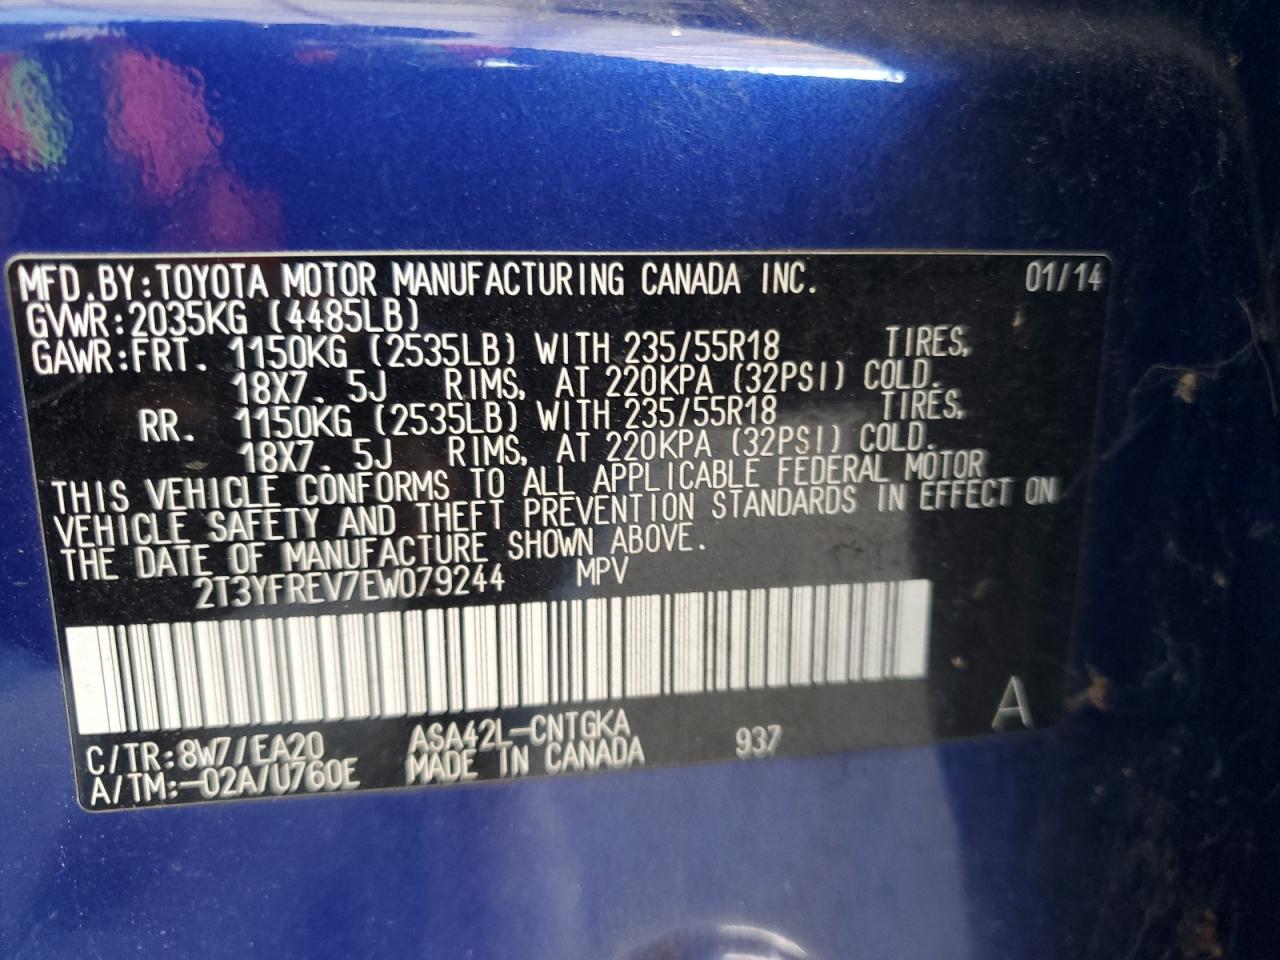 MFD.BY:TOYOTA MOTOR MANUFACTURING CANADA INC. 01/14
GVWR:2035KG (4485LB)
GAWR:FRT. 1150KG (2535LB) WITH 235/55R18 TIRES,
18X7. 5J RIMS, AT 220KPA (32PSI) COLD.
RR. 1150KG (2535LB) WITH 235/55R18 TIRES,
18X7. 5J RIMS, AT 220KPA (32PSI) COLD.
THIS VEHICLE CONFORMS TO ALL APPLICABLE FEDERAL MOTOR
VEHICLE SAFETY AND THEFT PREVENTION STANDARDS IN EFFECT ON
THE DATE OF MANUFACTURE SHOWN ABOVE.
2T3YFREV7EW079244 MPV
A
C/TR:8W7/EA20 ASA42L-CNTGKA 937
A/TM:-02A/U760E MADE IN CANADA